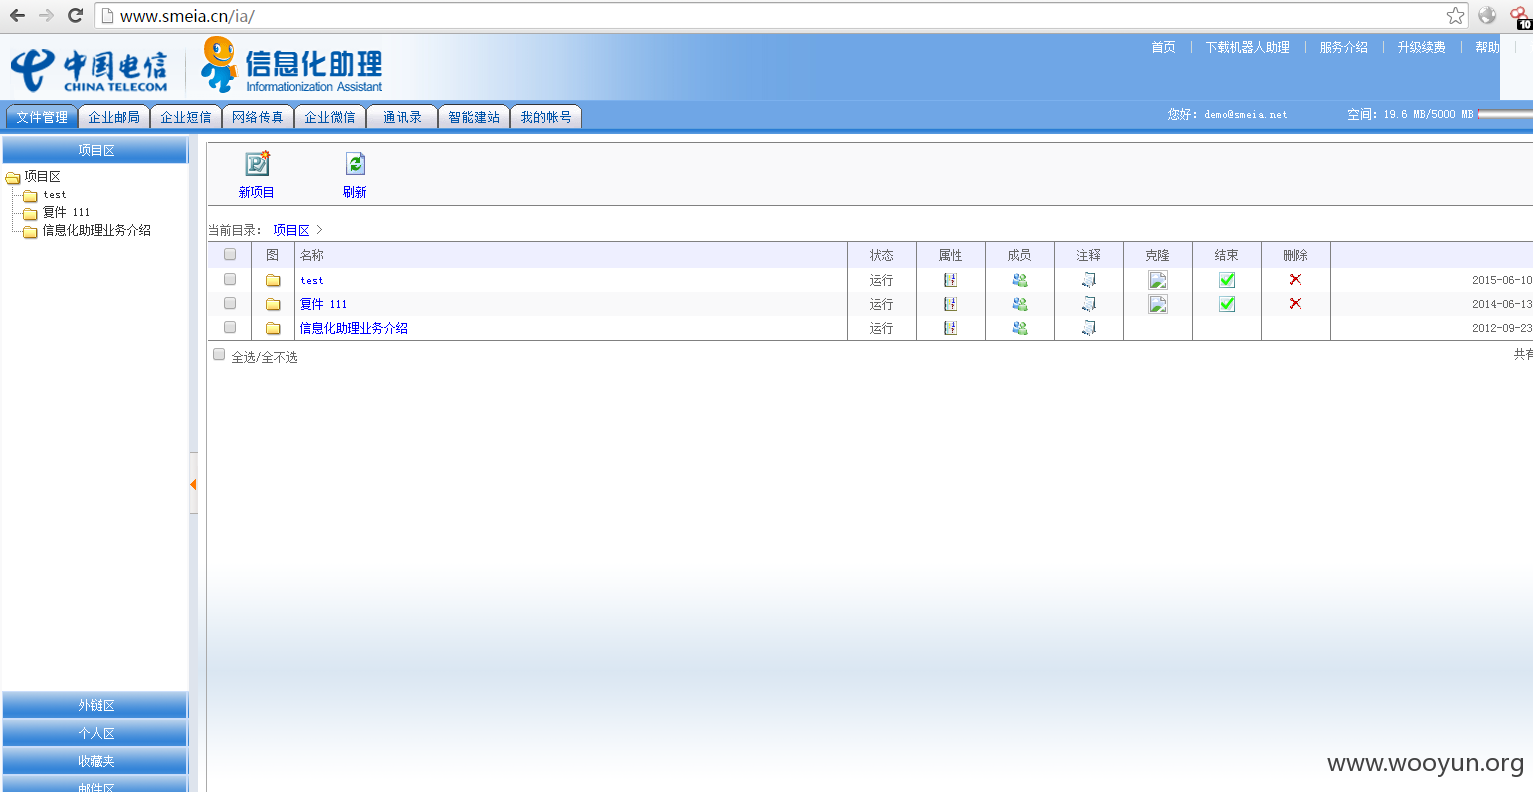 www.smeia.cn/ia/
10
中国电信
CHINA TELECOM
信息化助理
Informationization Assistant
首页 | 下载机器人助理 | 服务介绍 | 升级续费 | 帮助 |
文件管理 企业邮局 企业短信 网络传真 企业微信 通讯录 智能建站 我的帐号
您好: demo@smeia.net 空间: 19.6 MB/5000 MB
项目区
项目区
test
复件 111
信息化助理业务介绍
新项目 刷新
当前目录: 项目区 >
图 名称 状态 属性 成员 注释 克隆 结束 删除
test 运行 2015-06-10
复件 111 运行 2014-06-13
信息化助理业务介绍 运行 2012-09-23
全选/全不选 共有
外链区
个人区
收藏夹
邮件区
www.wooyun.org